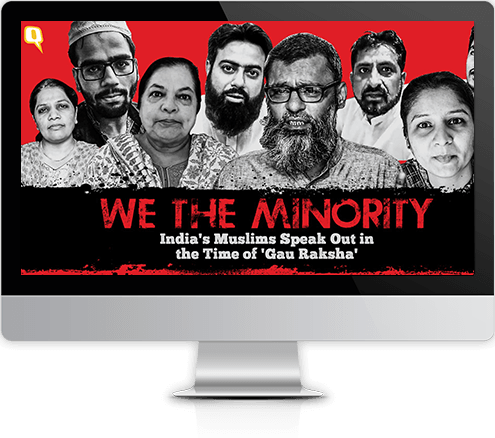 Q
WE THE MINORITY
India's Muslims Speak Out in
the Time of 'Gau Raksha'